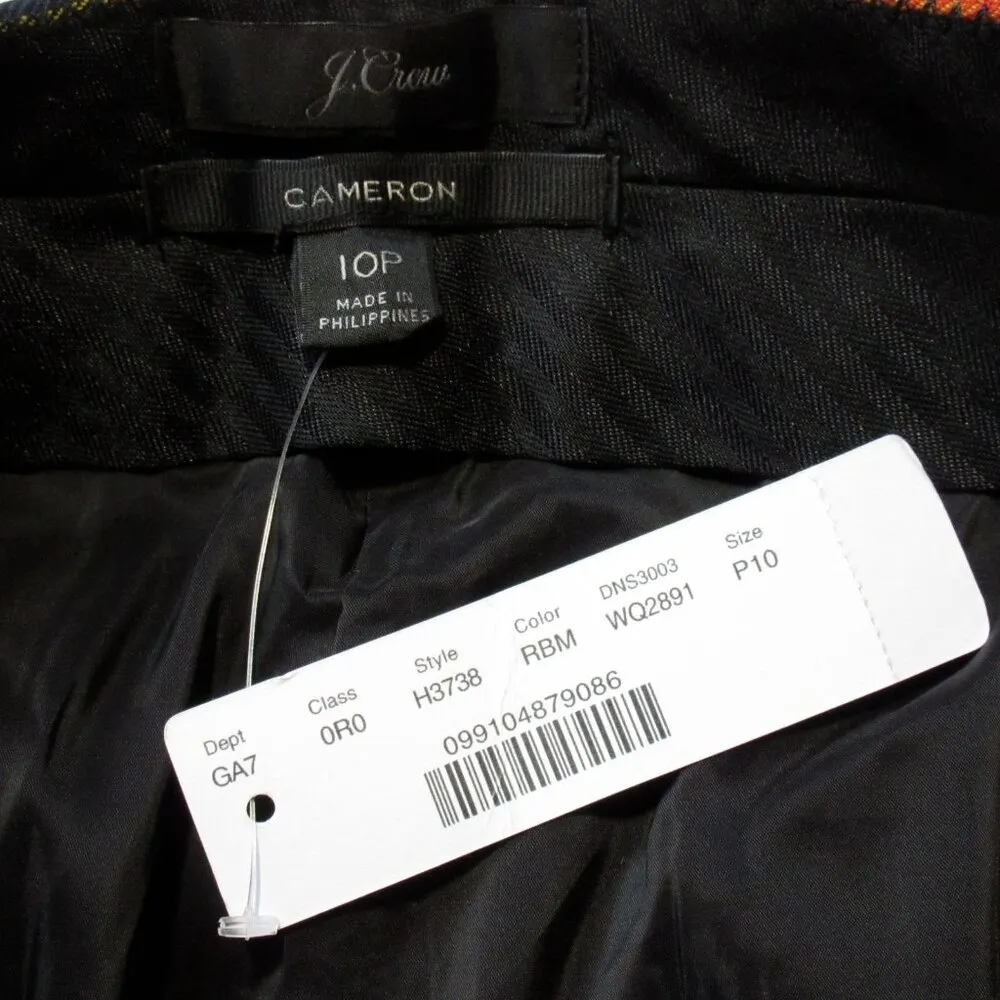 J.Crew
CAMERON
10P
MADE IN
PHILIPPINES
Dept Class Style Color DNS3003 Size
GA7 0R0 H3738 RBM WQ2891 P10
099104879086